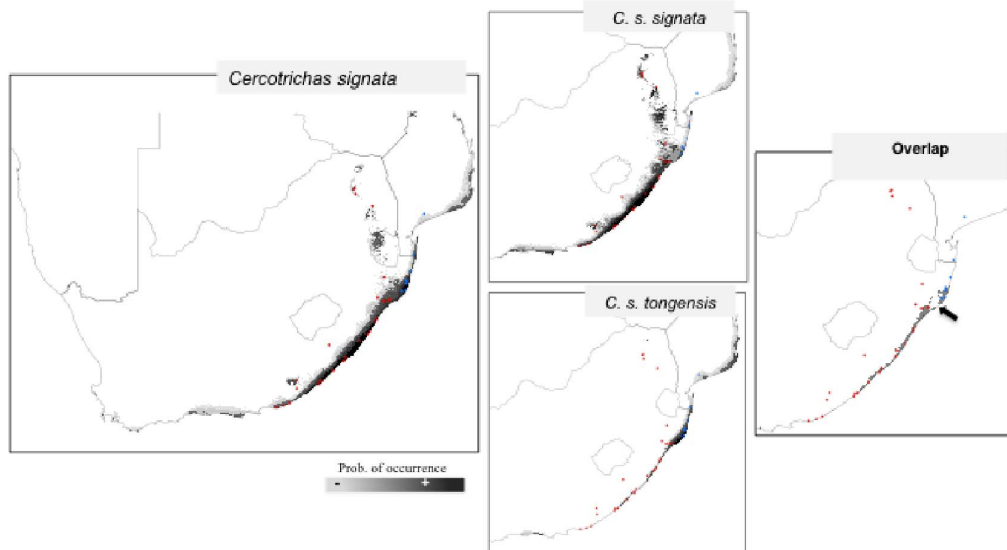 Cercotrichas signata
C. s. signata
C. s. tongensis
Overlap
Prob. of occurrence
- +